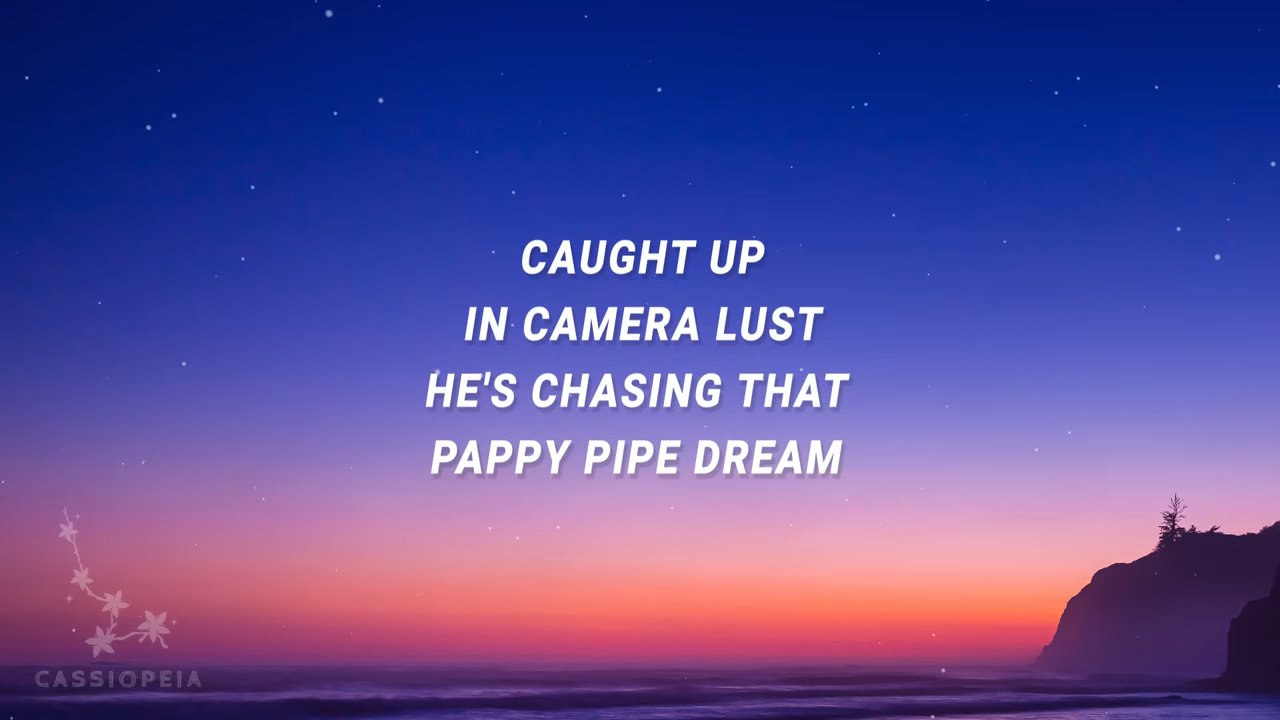 CAUGHT UP
IN CAMERA LUST
HE'S CHASING THAT
PAPPY PIPE DREAM
CASSIOPEIA